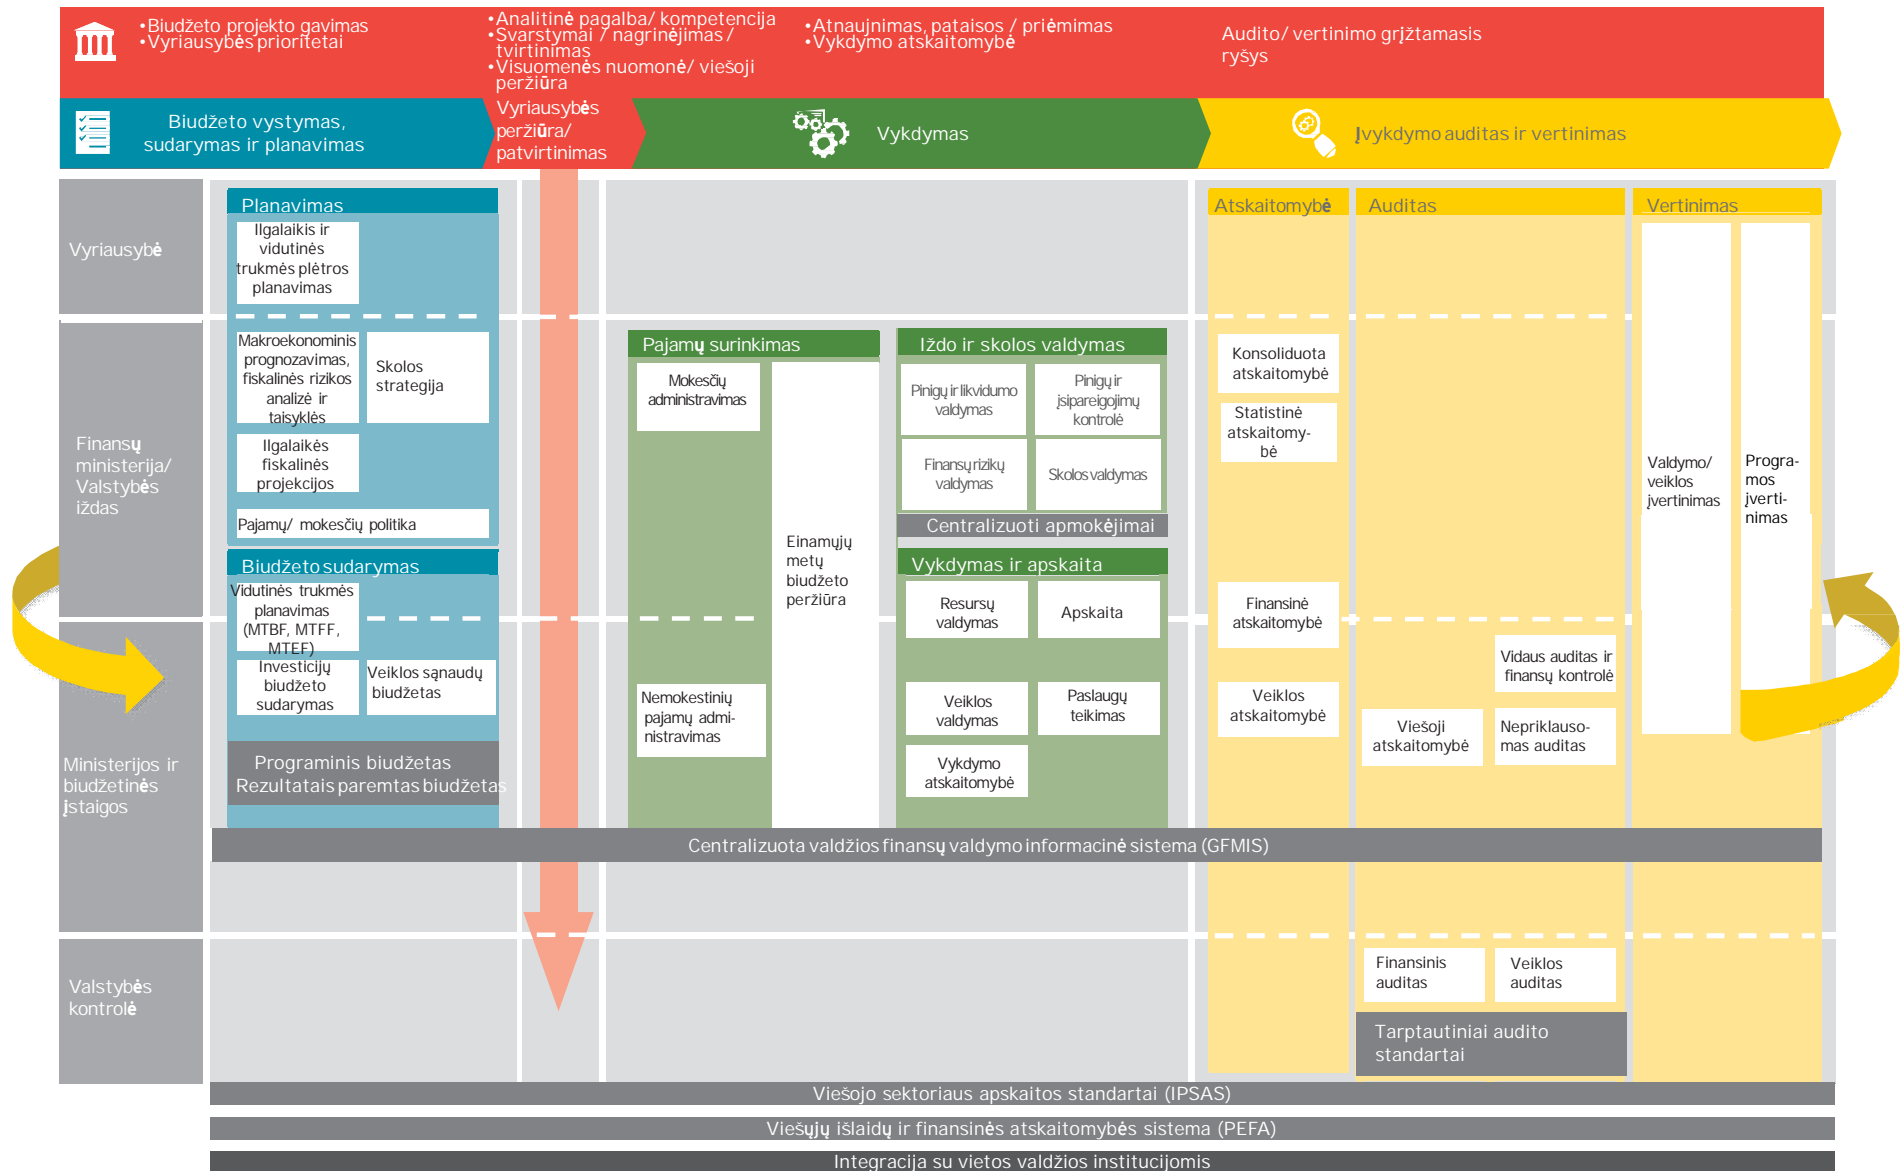 •Biudžeto projekto gavimas
•Vyriausybės prioritetai
•Analitinė pagalba/ kompetencija
•Svarstymai / nagrinėjimas /
tvirtinimas
•Visuomenės nuomonė/ viešoji
peržiūra
•Atnaujnimas, pataisos / priėmimas
•Vykdymo atskaitomybė
Audito/ vertinimo grįžtamasis
ryšys
Biudžeto vystymas,
sudarymas ir planavimas
Vyriausybės
peržiūra/
patvirtinimas
Vykdymas
Įvykdymo auditas ir vertinimas
Vyriausybė
Finansų
ministerija/
Valstybės
iždas
Ministerijos ir
biudžetinės
įstaigos
Valstybės
kontrolė
Planavimas
Ilgalaikis ir
vidutinės
trukmės plėtros
planavimas
Makroekonominis
prognozavimas,
fiskalinės rizikos
analizė ir
taisyklės
Skolos
strategija
Ilgalaikės
fiskalinės
projekcijos
Pajamų/ mokesčių politika
Biudžeto sudarymas
Vidutinės trukmės
planavimas
(MTBF, MTFF,
MTEF)
Investicijų
biudžeto
sudarymas
Veiklos sąnaudų
biudžetas
Programinis biudžetas
Rezultatais paremtas biudžetas
Pajamų surinkimas
Mokesčių
administravimas
Nemokestinių
pajamų admi-
nistravimas
Einamųjų
metų
biudžeto
peržiūra
Iždo ir skolos valdymas
Pinigų ir likvidumo
valdymas
Pinigų ir
įsipareigojimų
kontrolė
Finansų rizikų
valdymas
Skolos valdymas
Centralizuoti apmokėjimai
Vykdymas ir apskaita
Resursų
valdymas
Apskaita
Veiklos
valdymas
Paslaugų
teikimas
Vykdymo
atskaitomybė
Atskaitomybė
Konsoliduota
atskaitomybė
Statistinė
atskaitomy-
bė
Finansinė
atskaitomybė
Veiklos
atskaitomybė
Auditas
Vidaus auditas ir
finansų kontrolė
Viešoji
atskaitomybė
Nepriklauso-
mas auditas
Finansinis
auditas
Veiklos
auditas
Tarptautiniai audito
standartai
Vertinimas
Valdymo/
veiklos
įvertinimas
Progra-
mos
įverti-
nimas
Centralizuota valdžios finansų valdymo informacinė sistema (GFMIS)
Viešojo sektoriaus apskaitos standartai (IPSAS)
Viešųjų išlaidų ir finansinės atskaitomybės sistema (PEFA)
Integracija su vietos valdžios institucijomis